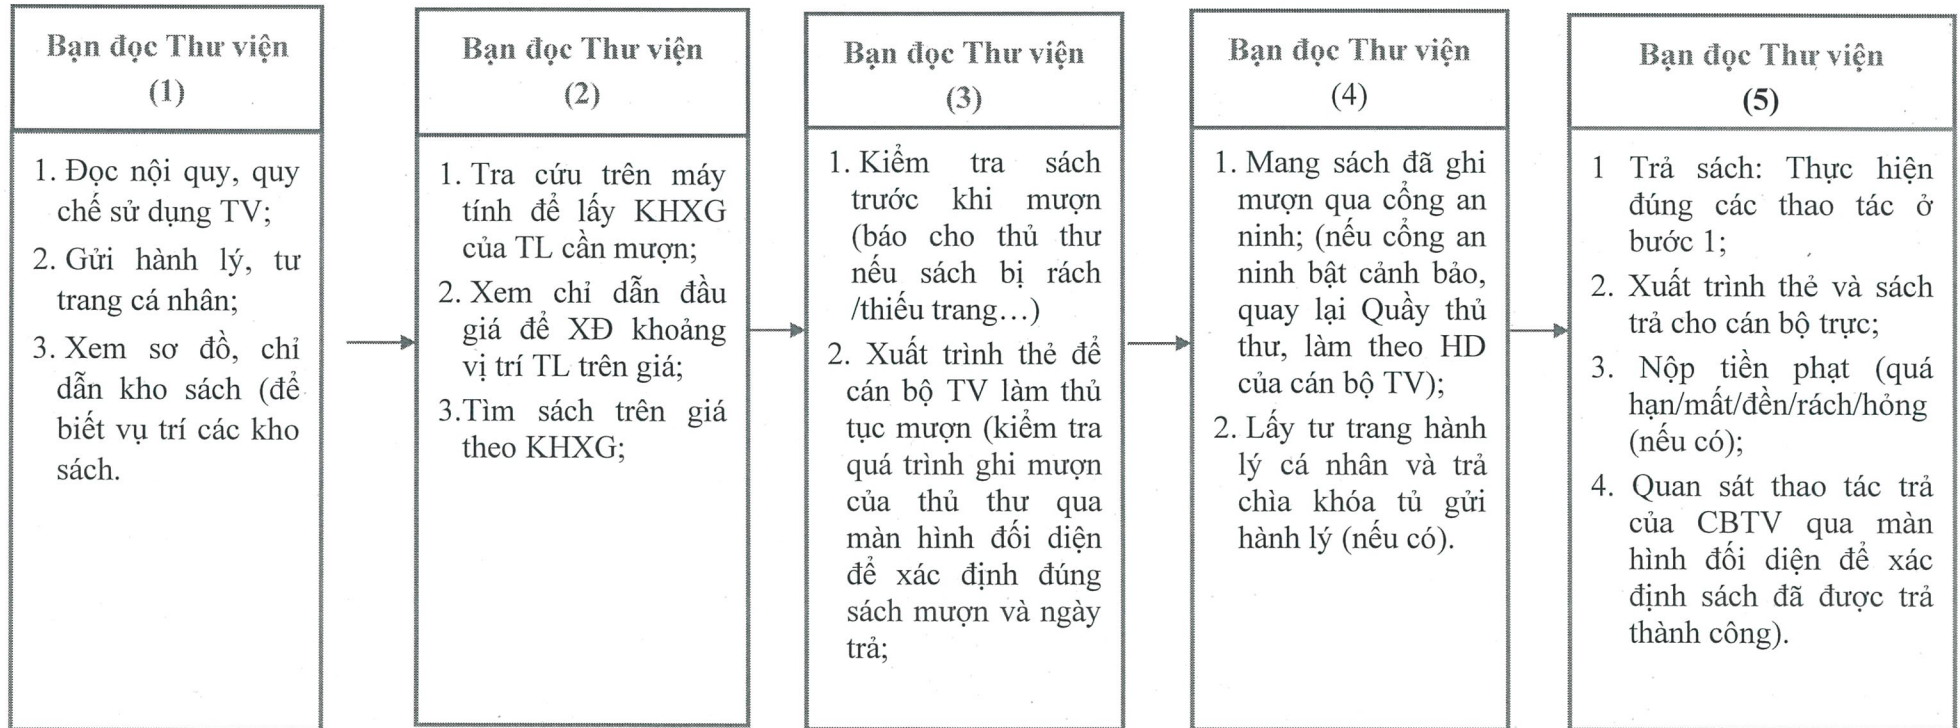 Bạn đọc Thư viện
(1)
1. Đọc nội quy, quy
chế sử dụng TV;
2. Gửi hành lý, tư
trang cá nhân;
3. Xem sơ đồ, chỉ
dẫn kho sách (để
biết vụ trí các kho
sách.
Bạn đọc Thư viện
(2)
1. Tra cứu trên máy
tính để lấy KHXG
của TL cần mượn;
2. Xem chỉ dẫn đầu
giá để XĐ khoảng
vị trí TL trên giá;
3.Tìm sách trên giá
theo KHXG;
Bạn đọc Thư viện
(3)
1. Kiểm tra sách
trước khi mượn
(báo cho thủ thư
nếu sách bị rách
/thiếu trang…)
2. Xuất trình thẻ để
cán bộ TV làm thủ
tục mượn (kiểm tra
quá trình ghi mượn
của thủ thư qua
màn hình đối diện
để xác định đúng
sách mượn và ngày
trả;
Bạn đọc Thư viện
(4)
1. Mang sách đã ghi
mượn qua cổng an
ninh; (nếu cổng an
ninh bật cảnh bảo,
quay lại Quầy thủ
thư, làm theo HD
của cán bộ TV);
2. Lấy tư trang hành
lý cá nhân và trả
chìa khóa tủ gửi
hành lý (nếu có).
Bạn đọc Thư viện
(5)
1 Trả sách: Thực hiện
đúng các thao tác ở
bước 1;
2. Xuất trình thẻ và sách
trả cho cán bộ trực;
3. Nộp tiền phạt (quá
hạn/mất/đền/rách/hỏng
(nếu có);
4. Quan sát thao tác trả
của CBTV qua màn
hình đối diện để xác
định sách đã được trả
thành công).